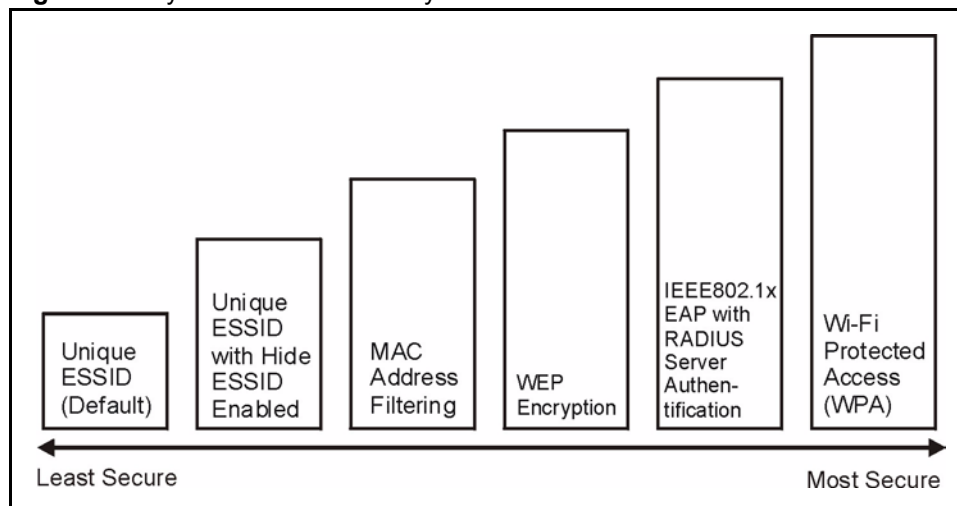 Unique
ESSID
(Default)
Unique
ESSID
with Hide
ESSID
Enabled
MAC
Address
Filtering
WEP
Encryption
IEEE802.1x
EAP with
RADIUS
Server
Authen-
tification
Wi-Fi
Protected
Access
(WPA)
Least Secure
Most Secure